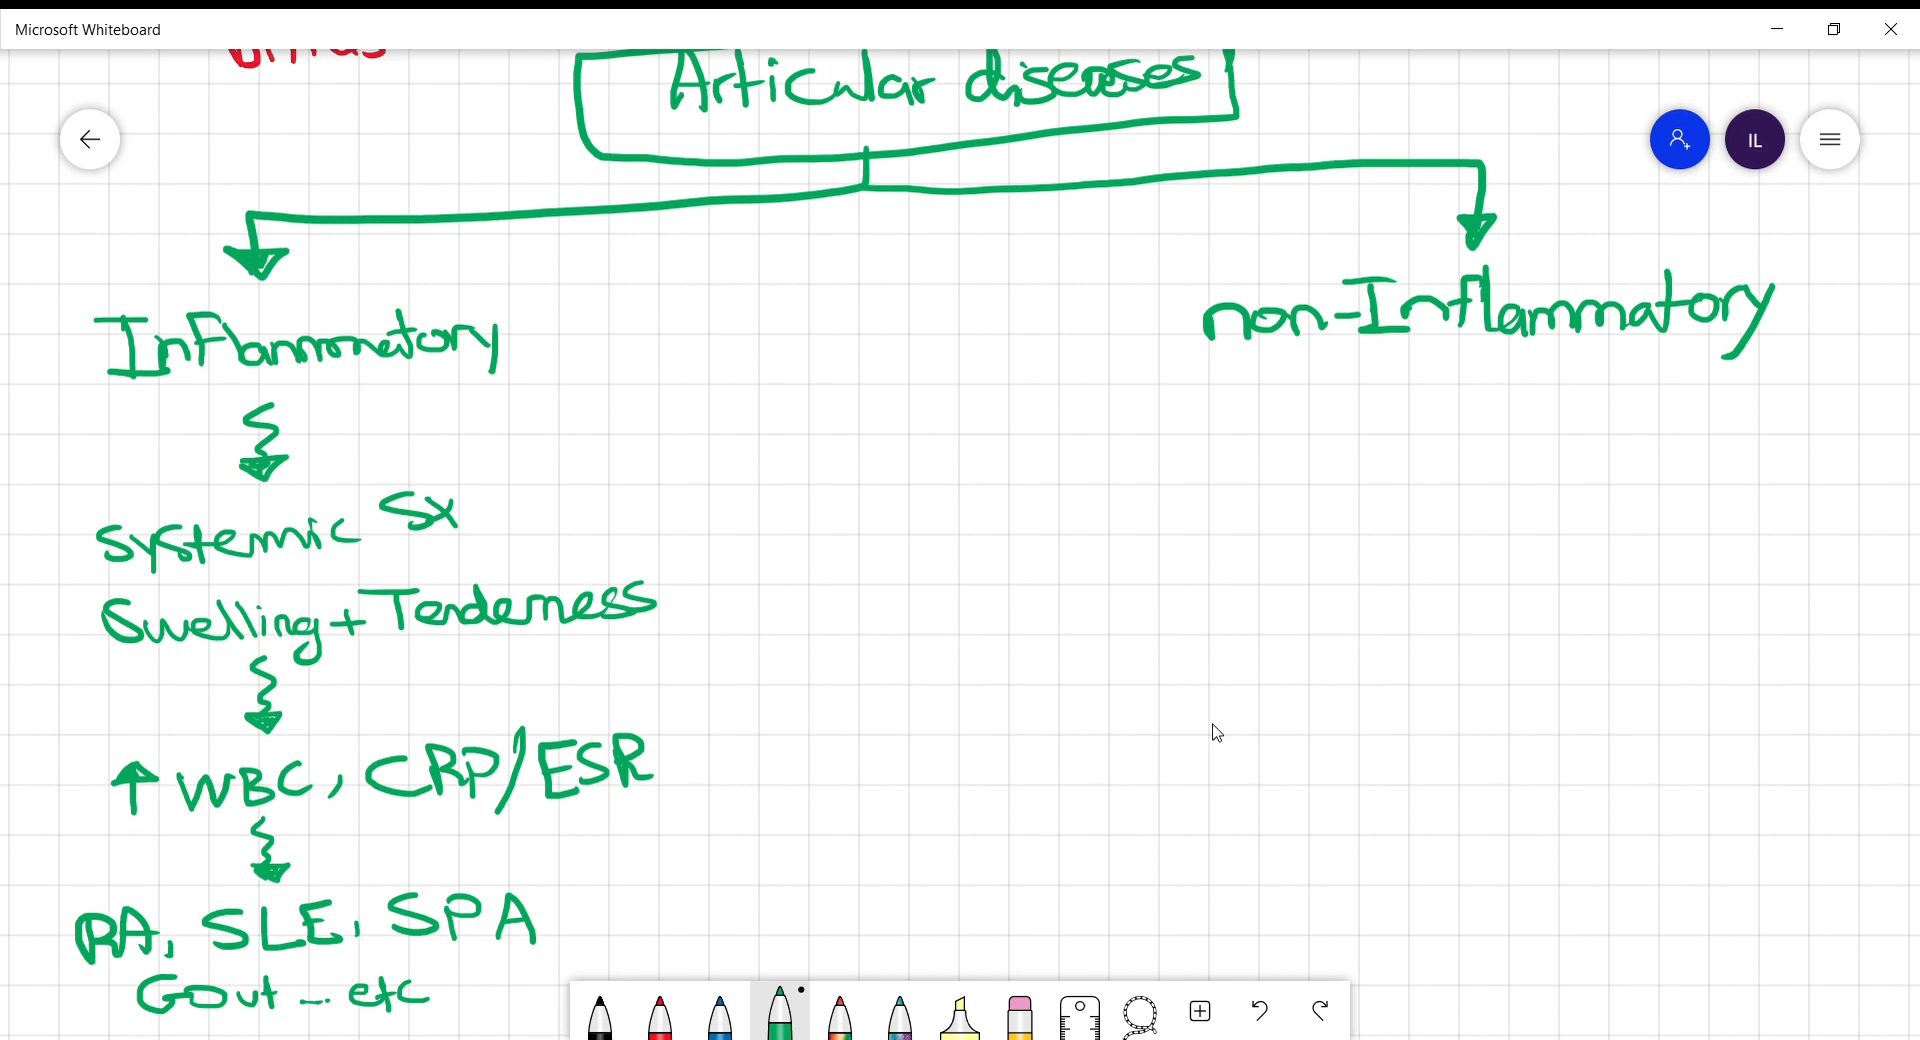 Microsoft Whiteboard
Articular diseases
IL
Inflammatory
non-Inflammatory
systemic Sx
Swelling + Tenderness
↑ WBC, CRP/ESR
RA, SLE, SPA
Gout ... etc